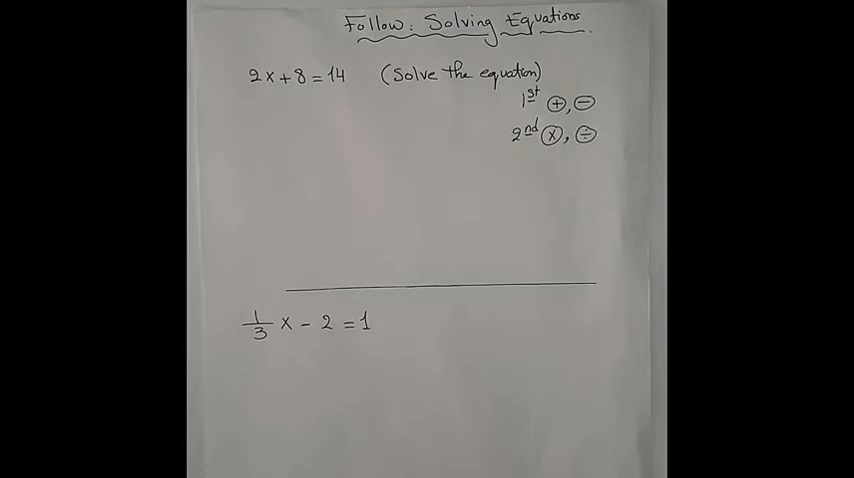 Follow: Solving Equations.
2x + 8 = 14 (Solve the equation)
1st ⊕, ⊖
2nd ⊗, ➗
1/3 x - 2 = 1